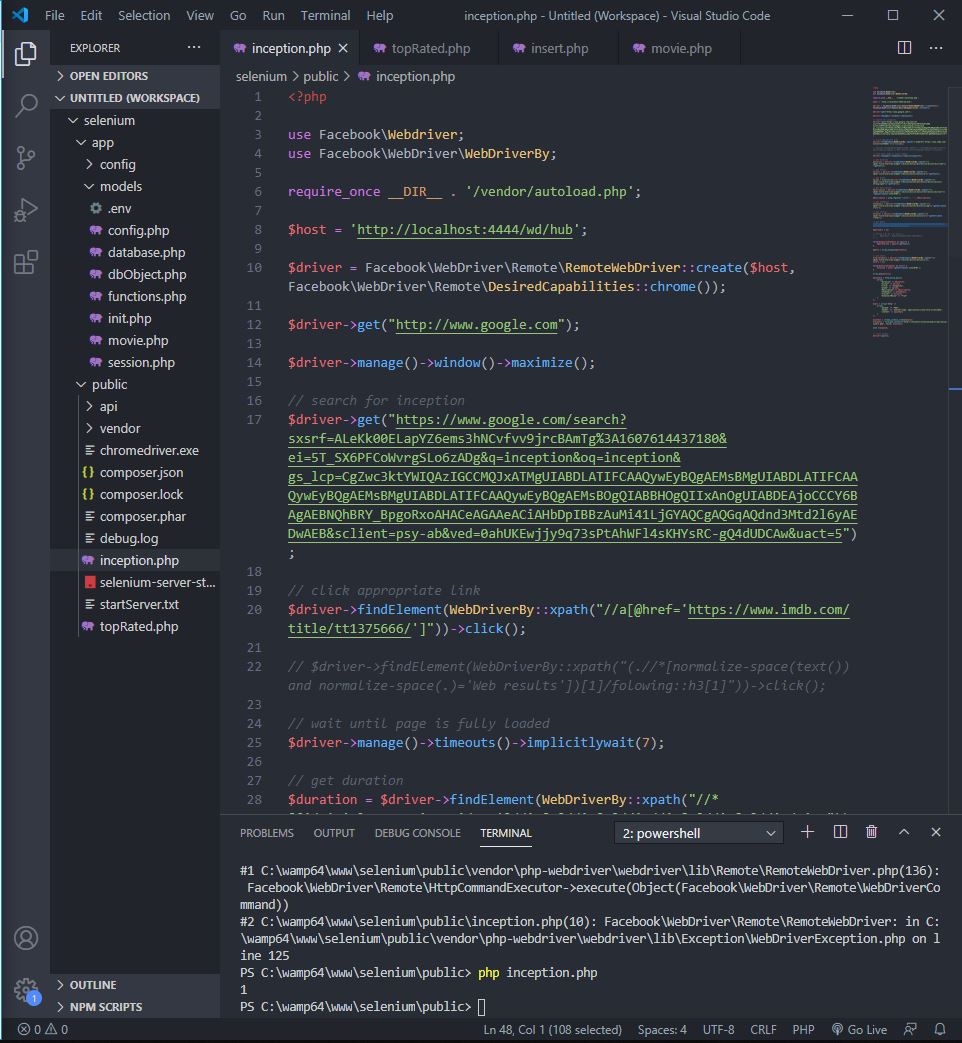 File Edit Selection View Go Run Terminal Help inception.php - Untitled (Workspace) - Visual Studio Code
EXPLORER ···
OPEN EDITORS
UNTITLED (WORKSPACE)
selenium
app
config
models
.env
config.php
database.php
dbObject.php
functions.php
init.php
movie.php
session.php
public
api
vendor
chromedriver.exe
composer.json
composer.lock
composer.phar
debug.log
inception.php
selenium-server-st...
startServer.txt
topRated.php
OUTLINE
NPM SCRIPTS
1
inception.php topRated.php insert.php movie.php ···
selenium > public > inception.php
1 <?php
2
3 use Facebook\Webdriver;
4 use Facebook\WebDriver\WebDriverBy;
5
6 require_once __DIR__ . '/vendor/autoload.php';
7
8 $host = 'http://localhost:4444/wd/hub';
9
10 $driver = Facebook\WebDriver\Remote\RemoteWebDriver::create($host,
Facebook\WebDriver\Remote\DesiredCapabilities::chrome());
11
12 $driver->get("http://www.google.com");
13
14 $driver->manage()->window()->maximize();
15
16 // search for inception
17 $driver->get("https://www.google.com/search?
sxsrf=ALeKk00ELapYZ6ems3hNCvfvv9jrcBAmTg%3A1607614437180&
ei=5T_SX6PFCoWvrgSLo6zADg&q=inception&oq=inception&
gs_lcp=CgZwc3ktYWIQAzIGCCMQJxATMgUIABDLATIFCAAQywEyBQgAEMsBMgUIABDLATIFCAA
QywEyBQgAEMsBMgUIABDLATIFCAAQywEyBQgAEMsBOgQIABBHOgQIIxAnOgUIABDEAjoCCCY6B
AgAEBNQhBRY_BpgoRxoAHACeAGAAeACiAHbDpIBBzAuMi41LjGYAQCgAQGqAQdnd3Mtd2l6yAE
DwAEB&sclient=psy-ab&ved=0ahUKEwjjy9q73sPtAhWFl4sKHYsRC-gQ4dUDCAw&uact=5")
;
18
19 // click appropriate link
20 $driver->findElement(WebDriverBy::xpath("//a[@href='https://www.imdb.com/
title/tt1375666/']"))->click();
21
22 // $driver->findElement(WebDriverBy::xpath("(.//*[normalize-space(text())
and normalize-space(.)='Web results'])[1]/folowing::h3[1]"))->click();
23
24 // wait until page is fully loaded
25 $driver->manage()->timeouts()->implicitlywait(7);
26
27 // get duration
28 $duration = $driver->findElement(WebDriverBy::xpath("//*
PROBLEMS OUTPUT DEBUG CONSOLE TERMINAL 2: powershell
#1 C:\wamp64\www\selenium\public\vendor\php-webdriver\webdriver\lib\Remote\RemoteWebDriver.php(136):
Facebook\WebDriver\Remote\HttpCommandExecutor->execute(Object(Facebook\WebDriver\Remote\WebDriverCo
mmand))
#2 C:\wamp64\www\selenium\public\inception.php(10): Facebook\WebDriver\Remote\RemoteWebDriver: in C:
\wamp64\www\selenium\public\vendor\php-webdriver\webdriver\lib\Exception\WebDriverException.php on l
ine 125
PS C:\wamp64\www\selenium\public> php inception.php
1
PS C:\wamp64\www\selenium\public>
0 0 Ln 48, Col 1 (108 selected) Spaces: 4 UTF-8 CRLF PHP Go Live